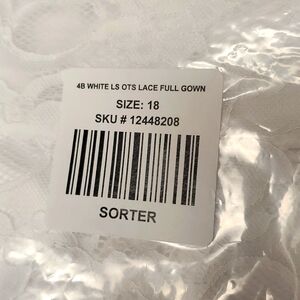 4B WHITE LS OTS LACE FULL GOWN
SIZE: 18
SKU # 12448208
SORTER